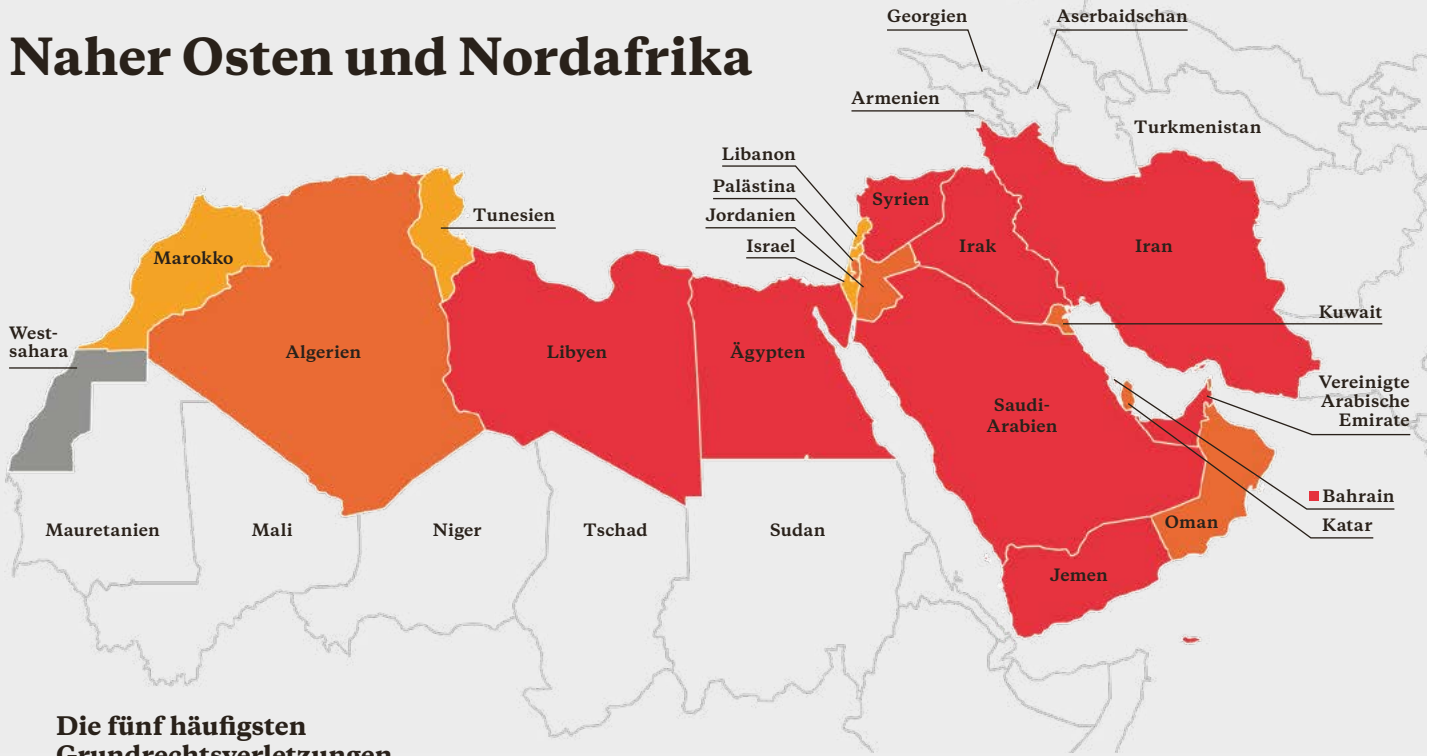 Naher Osten und Nordafrika
Georgien
Aserbaidschan
Armenien
Turkmenistan
Libanon
Palästina
Jordanien
Israel
Syrien
Irak
Iran
Tunesien
Marokko
West-
sahara
Algerien
Libyen
Ägypten
Saudi-
Arabien
Kuwait
Vereinigte
Arabische
Emirate
Bahrain
Katar
Oman
Jemen
Mauretanien
Mali
Niger
Tschad
Sudan
Die fünf häufigsten
Grundrechtsverletzungen